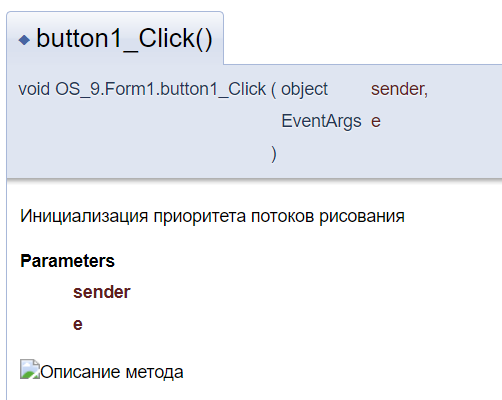 button1_Click()
void OS_9.Form1.button1_Click ( object sender,
EventArgs e
)
Инициализация приоритета потоков рисования
Parameters
sender
e
Описание метода